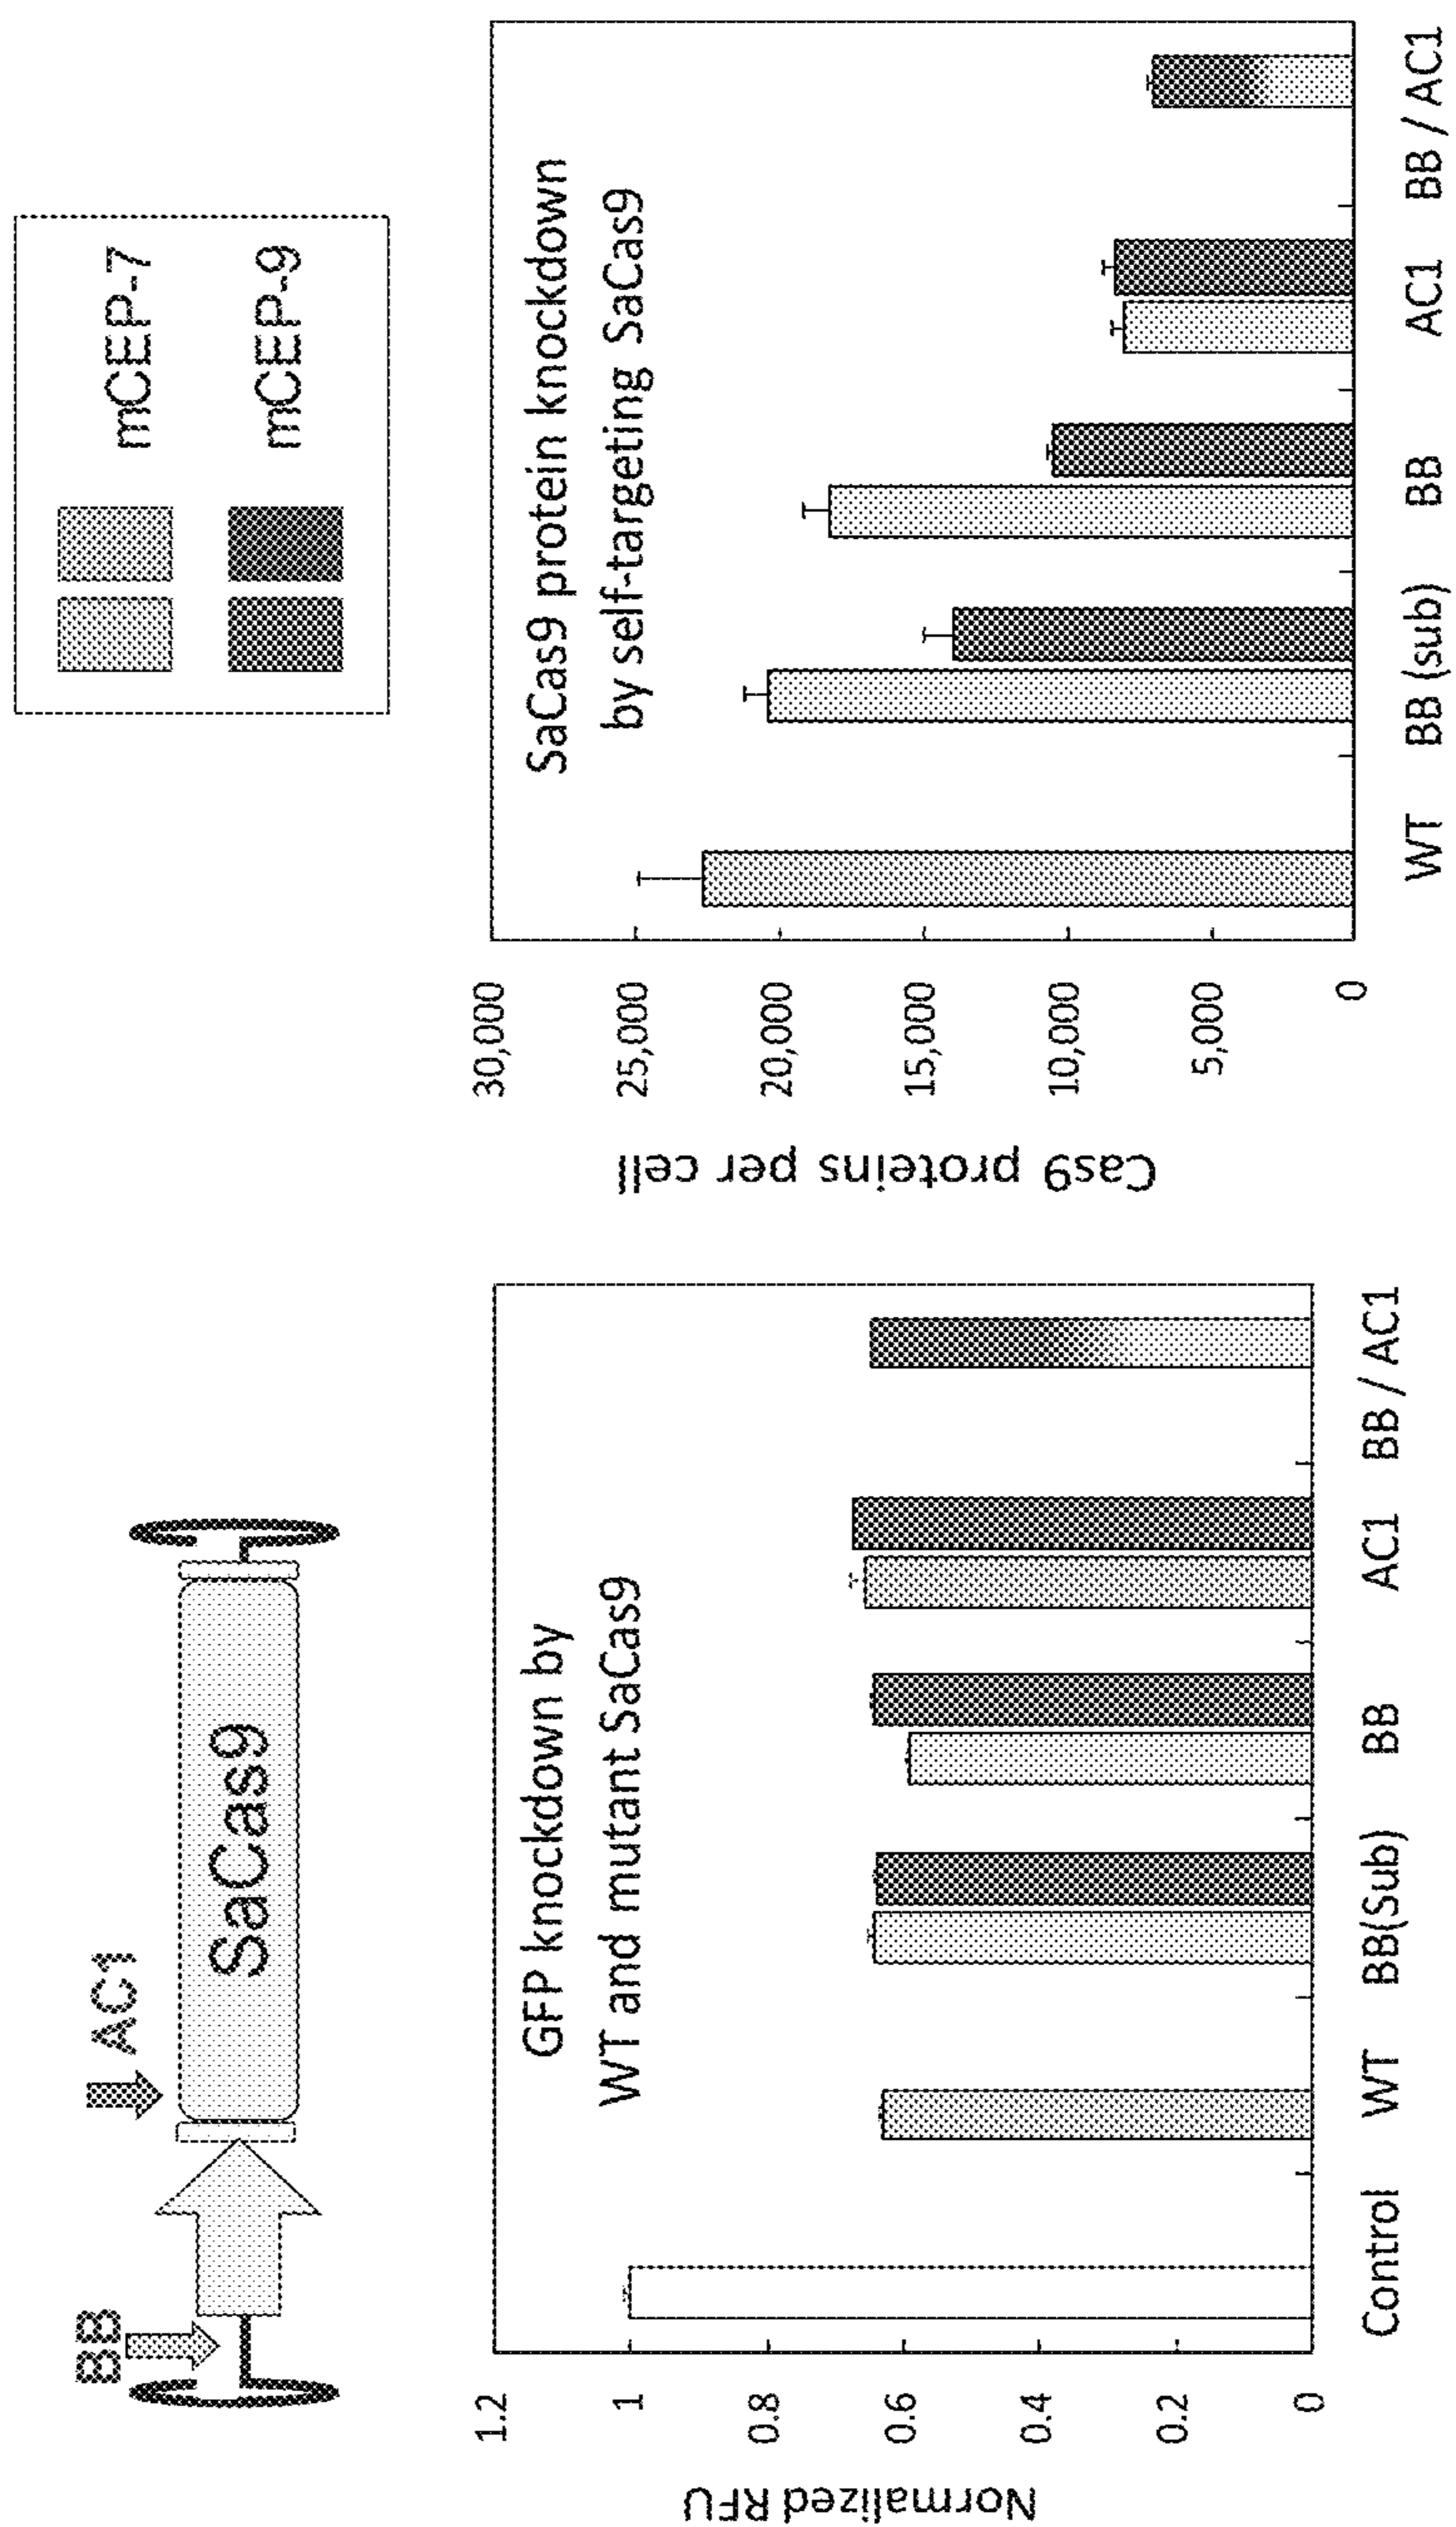 BB
AC1
SaCas9
mCEP-7
mCEP-9
GFP knockdown by
WT and mutant SaCas9
Normalized RFU
1.2
1
0.8
0.6
0.4
0.2
0
Control
WT
BB(Sub)
BB
AC1
BB / AC1
SaCas9 protein knockdown
by self-targeting SaCas9
Cas9 proteins per cell
30,000
25,000
20,000
15,000
10,000
5,000
0
WT
BB (sub)
BB
AC1
BB / AC1